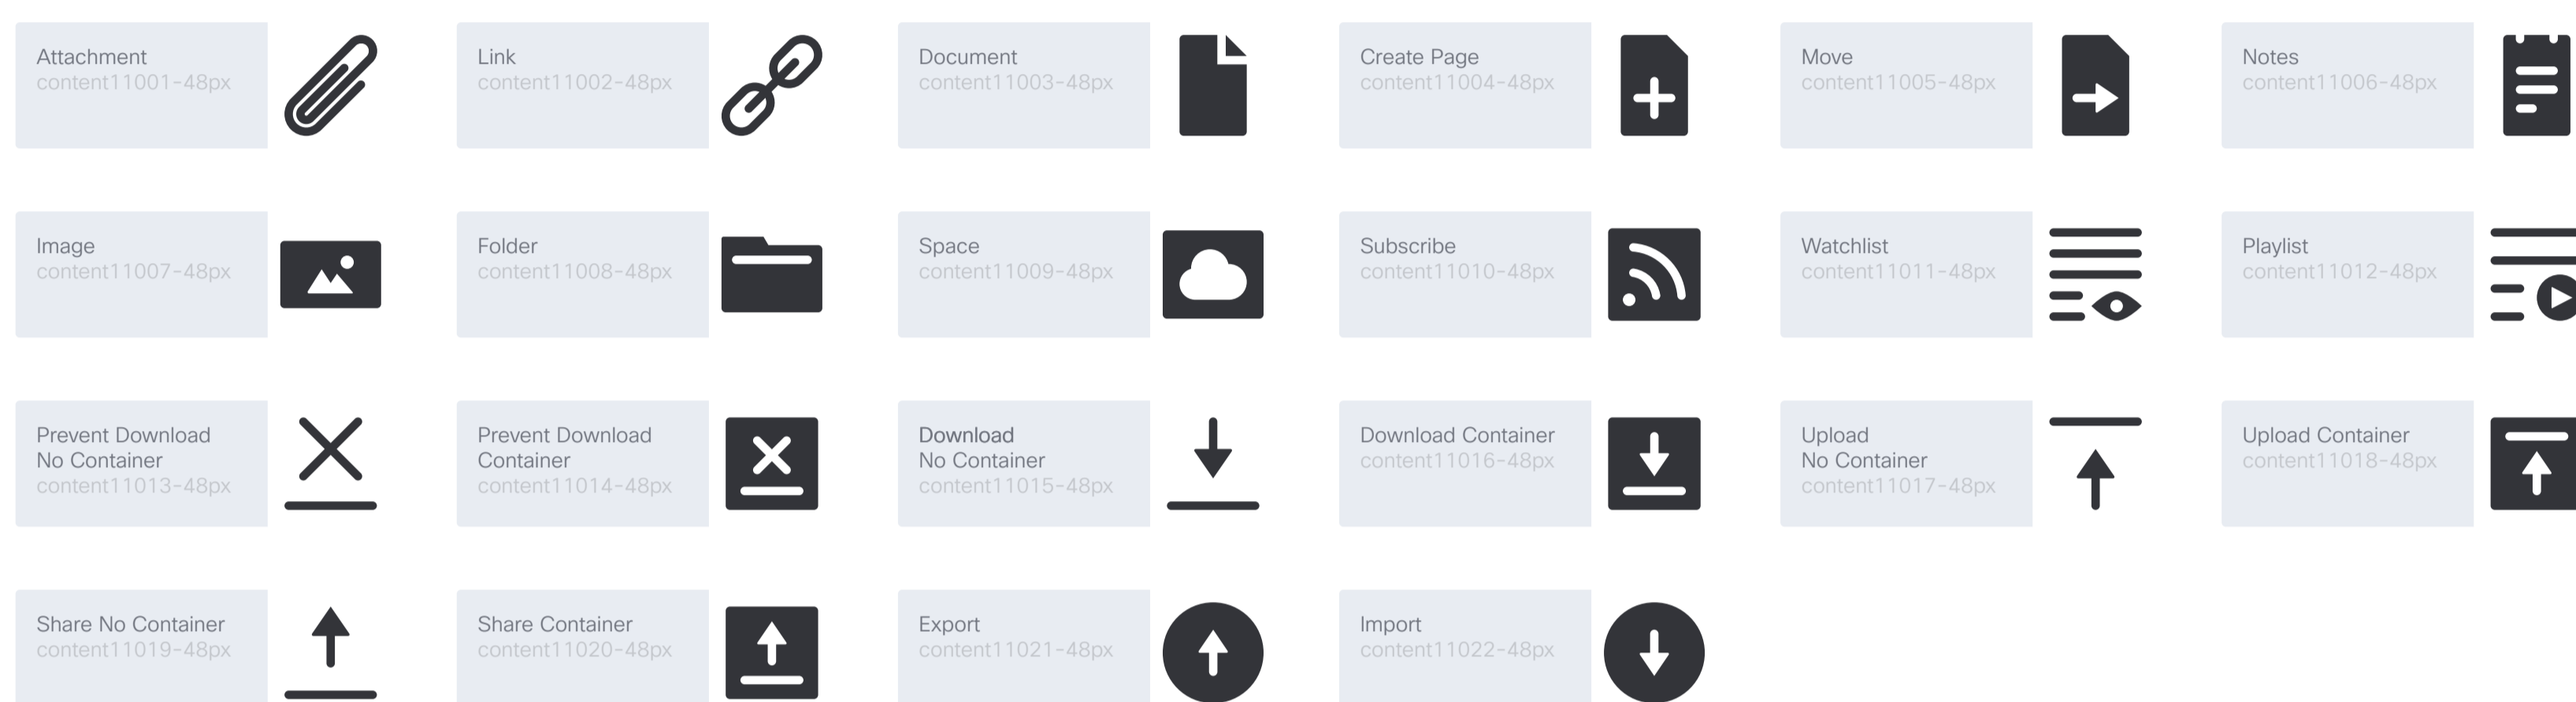 Attachment
content11001-48px
Link
content11002-48px
Document
content11003-48px
Create Page
content11004-48px
Move
content11005-48px
Notes
content11006-48px
Image
content11007-48px
Folder
content11008-48px
Space
content11009-48px
Subscribe
content11010-48px
Watchlist
content11011-48px
Playlist
content11012-48px
Prevent Download
No Container
content11013-48px
Prevent Download
Container
content11014-48px
Download
No Container
content11015-48px
Download Container
content11016-48px
Upload
No Container
content11017-48px
Upload Container
content11018-48px
Share No Container
content11019-48px
Share Container
content11020-48px
Export
content11021-48px
Import
content11022-48px